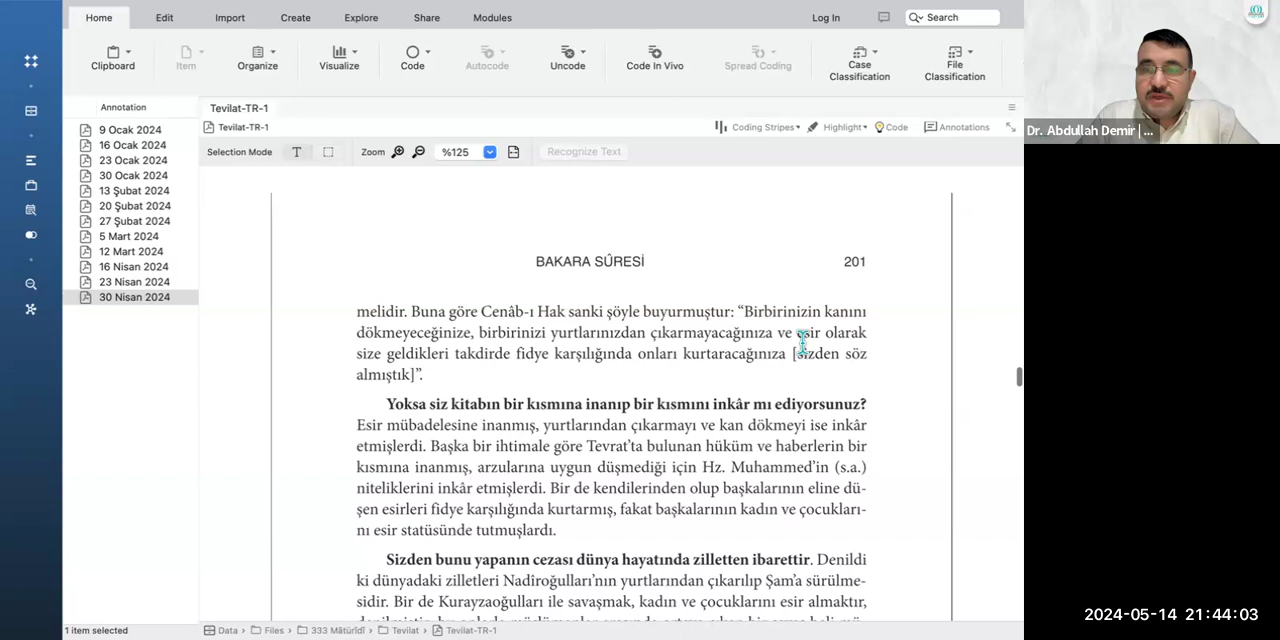 Home Edit Import Create Explore Share Modules Log In Search
Clipboard Item Organize Visualize Code Autocode Uncode Code In Vivo Spread Coding Case Classification File Classification
Annotation
9 Ocak 2024
16 Ocak 2024
23 Ocak 2024
30 Ocak 2024
13 Şubat 2024
20 Şubat 2024
27 Şubat 2024
5 Mart 2024
12 Mart 2024
16 Nisan 2024
23 Nisan 2024
30 Nisan 2024
Tevilat-TR-1
Tevilat-TR-1 Coding Stripes Highlight Code Annotations
Selection Mode T Zoom %125 Recognize Text
BAKARA SÛRESİ 201
melidir. Buna göre Cenâb-ı Hak sanki şöyle buyurmuştur: “Birbirinizin kanını
dökmeyeceğinize, birbirinizi yurtlarınızdan çıkarmayacağınıza ve esir olarak
size geldikleri takdirde fidye karşılığında onları kurtaracağınıza [sizden söz
almıştık]”.
Yoksa siz kitabın bir kısmına inanıp bir kısmını inkâr mı ediyorsunuz?
Esir mübadelesine inanmış, yurtlarından çıkarmayı ve kan dökmeyi ise inkâr
etmişlerdi. Başka bir ihtimale göre Tevrat’ta bulunan hüküm ve haberlerin bir
kısmına inanmış, arzularına uygun düşmediği için Hz. Muhammed’in (s.a.)
niteliklerini inkâr etmişlerdi. Bir de kendilerinden olup başkalarının eline dü-
şen esirleri fidye karşılığında kurtarmış, fakat başkalarının kadın ve çocukları-
nı esir statüsünde tutmuşlardı.
Sizden bunu yapanın cezası dünya hayatında zilletten ibarettir. Denildi
ki dünyadaki zilletleri Nadîroğulları’nın yurtlarından çıkarılıp Şam’a sürülme-
sidir. Bir de Kurayzaoğulları ile savaşmak, kadın ve çocuklarını esir almaktır,
1 item selected Data Files 333 Mâtürîdî Tevilat Tevilat-TR-1
Dr. Abdullah Demir | ...
2024-05-14 21:44:03